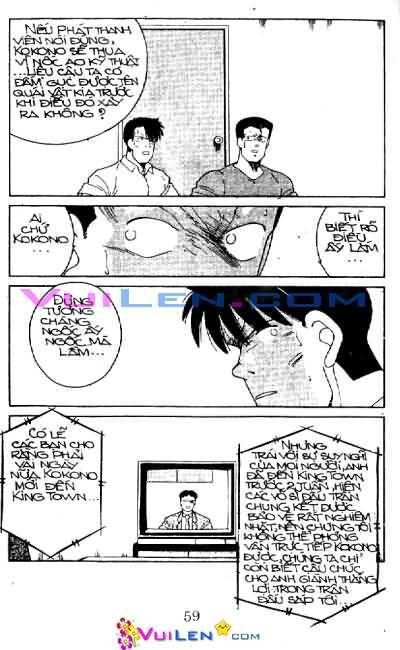 NẾU PHÁT THANH
VIÊN NÓI ĐÚNG,
KOKONO SẼ THUA
VÌ NỐC AO KỸ THUẬT
...LIỆU CẬU TA CÓ
ĐẤM GỤC ĐƯỢC TÊN
QUÁI VẬT KIA TRƯỚC
KHI ĐIỀU ĐÓ XẢY
RA KHÔNG?
AI
CHỨ
KOKONO
...
THÌ
BIẾT RÕ
ĐIỀU
ẤY LẮM
...
VuiLen.com
ĐỪNG
TƯỞNG
CHÀNG
NGỐC ẤY
NGỐC MÀ
LẦM...
CÓ LẼ
CÁC BẠN CHO
RẰNG PHẢI
VÀI NGÀY
NỮA KOKONO
MỚI ĐẾN
KING TOWN...
NHƯNG
TRÁI VỚI SỰ SUY NGHĨ
CỦA MỌI NGƯỜI, ANH
ĐÃ ĐẾN KING TOWN
TRƯỚC 2 TUẦN. HIỆN
CÁC VÕ SĨ ĐẤU TRẬN
CHUNG KẾT ĐƯỢC
BẢO VỆ RẤT NGHIÊM
NHẶT, NÊN CHÚNG TÔI
KHÔNG THỂ PHỎNG
VẤN TRỰC TIẾP KOKONO
ĐƯỢC, CHÚNG TA CHỈ
CÒN BIẾT CẦU CHÚC
CHO ANH GIÀNH THẮNG
LỢI TRONG TRẬN
ĐẤU SẮP TỚI...
59
VuiLen.com